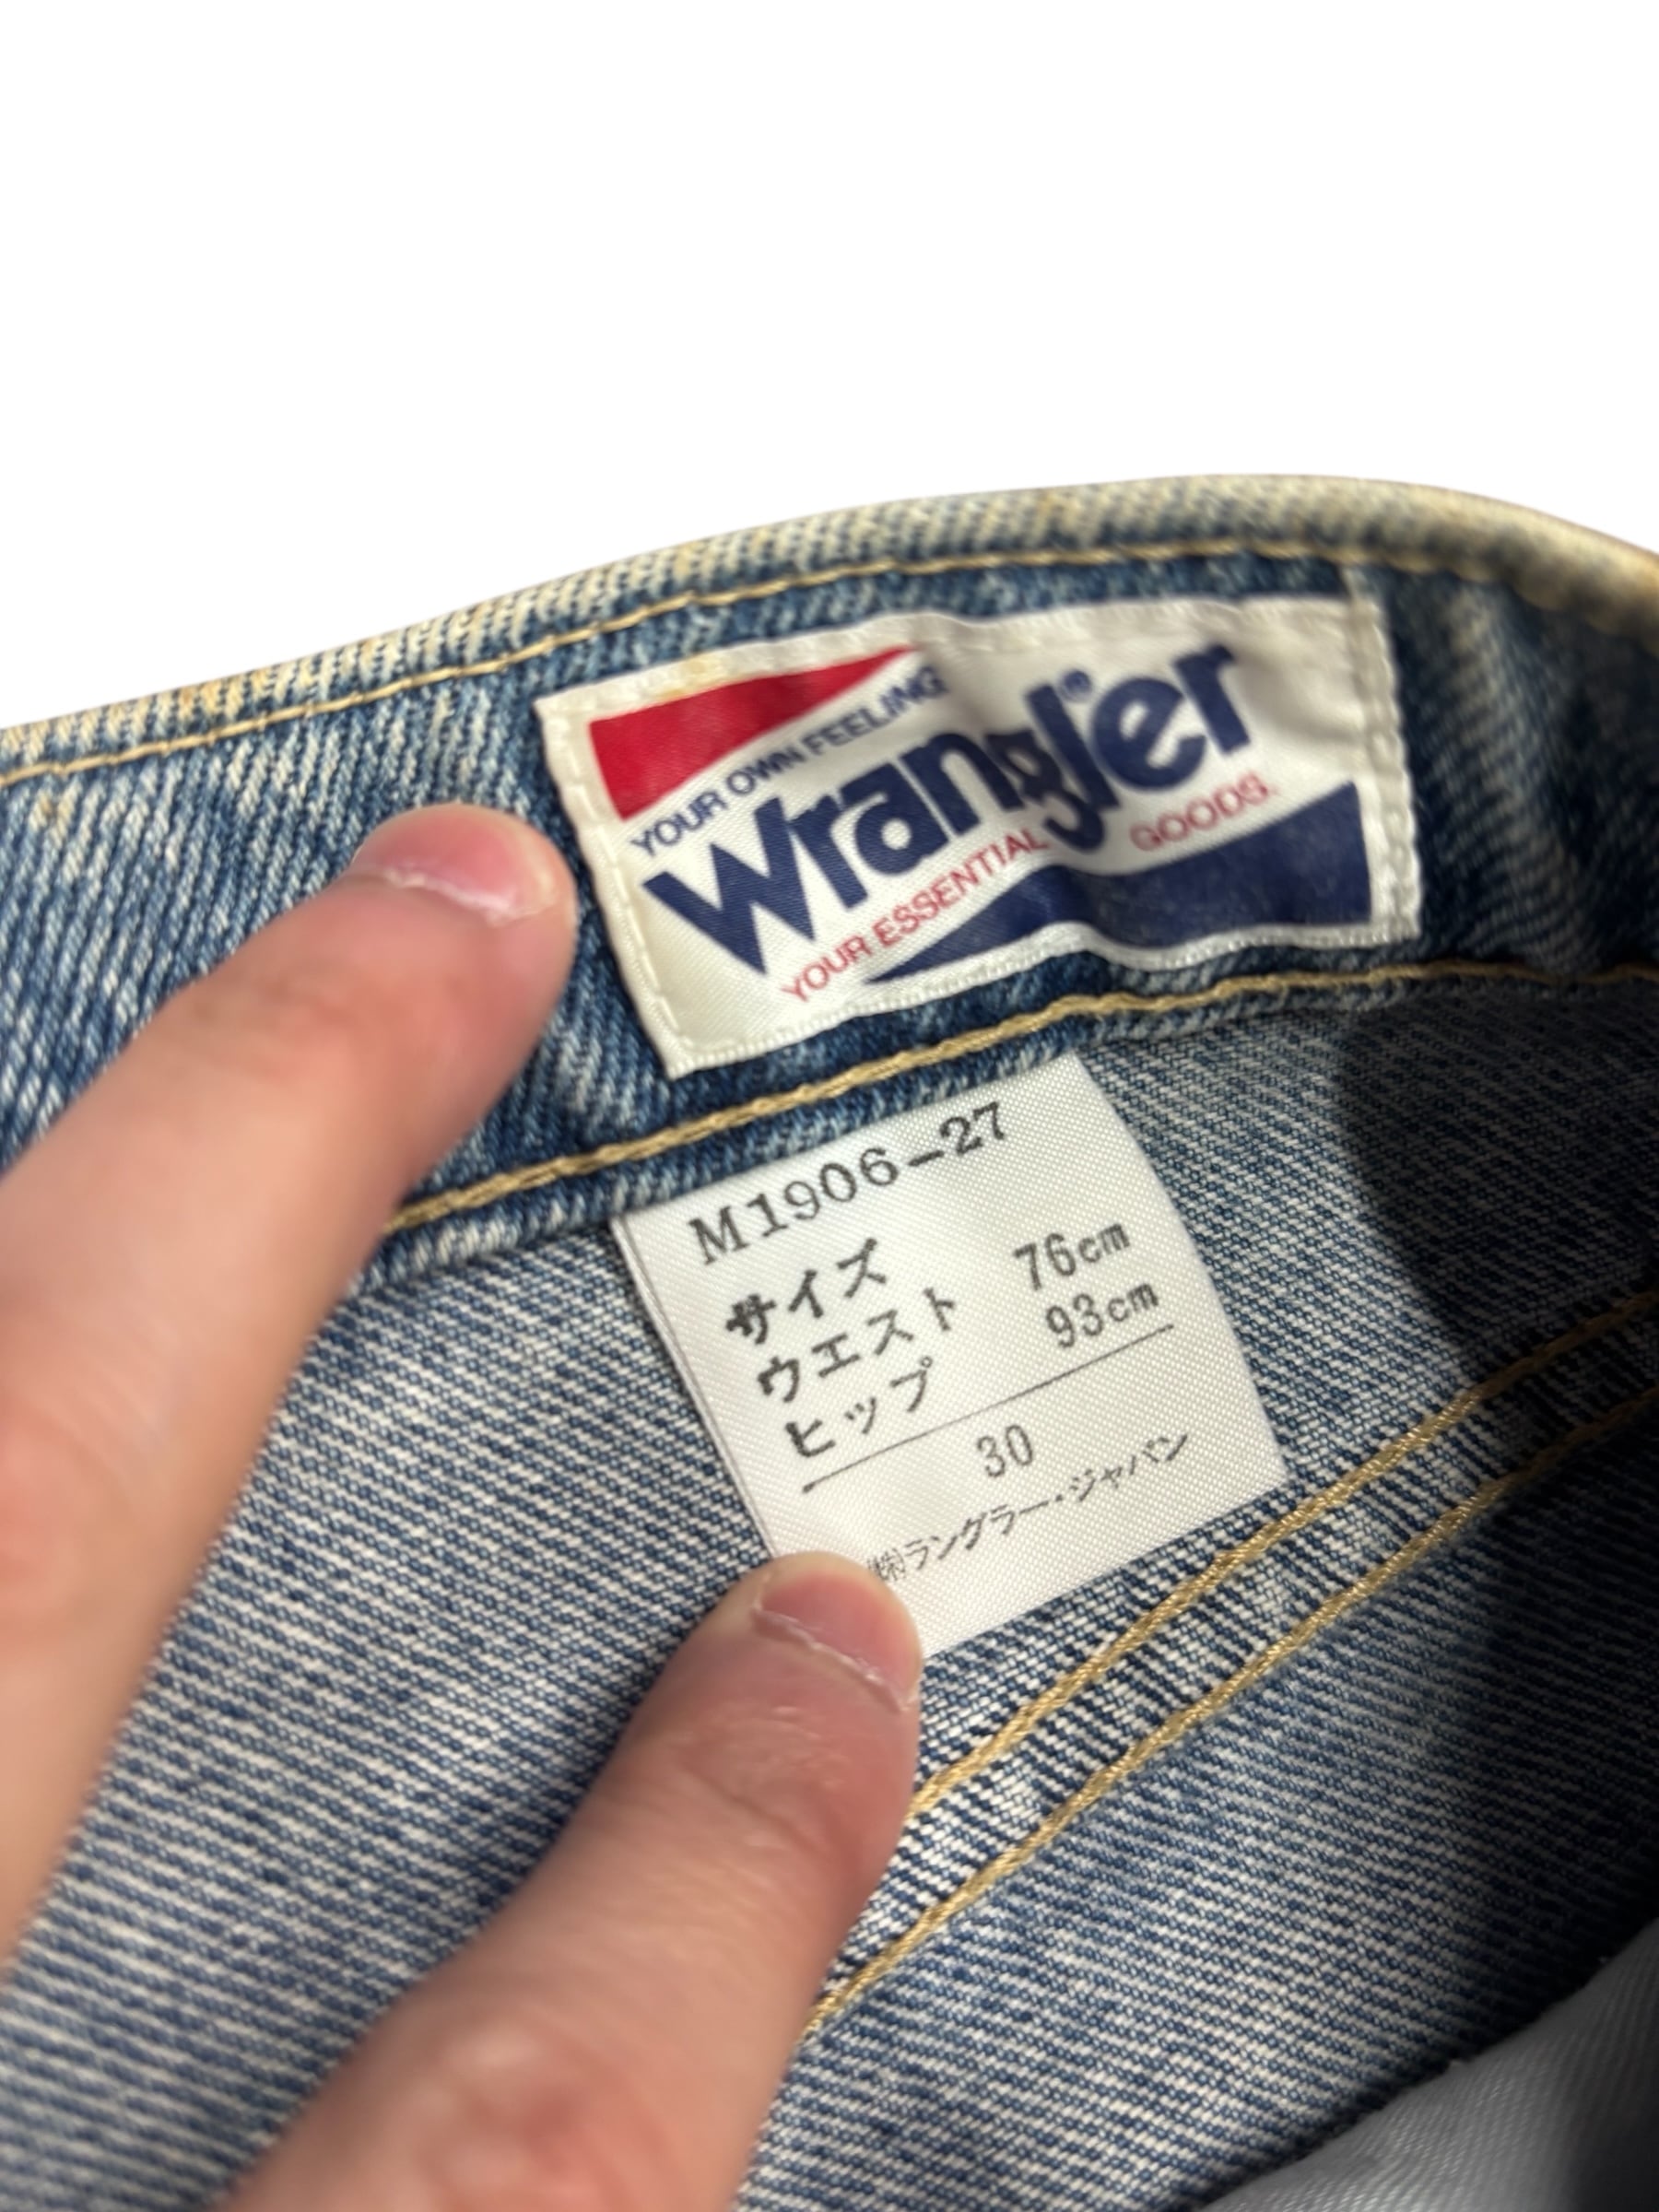 YOUR OWN FEELING
Wrangler®
YOUR ESSENTIAL GOODS.
M1906-27
サイズ
ウエスト 76cm
ヒップ 93cm
30
(株)ラングラー・ジャパン